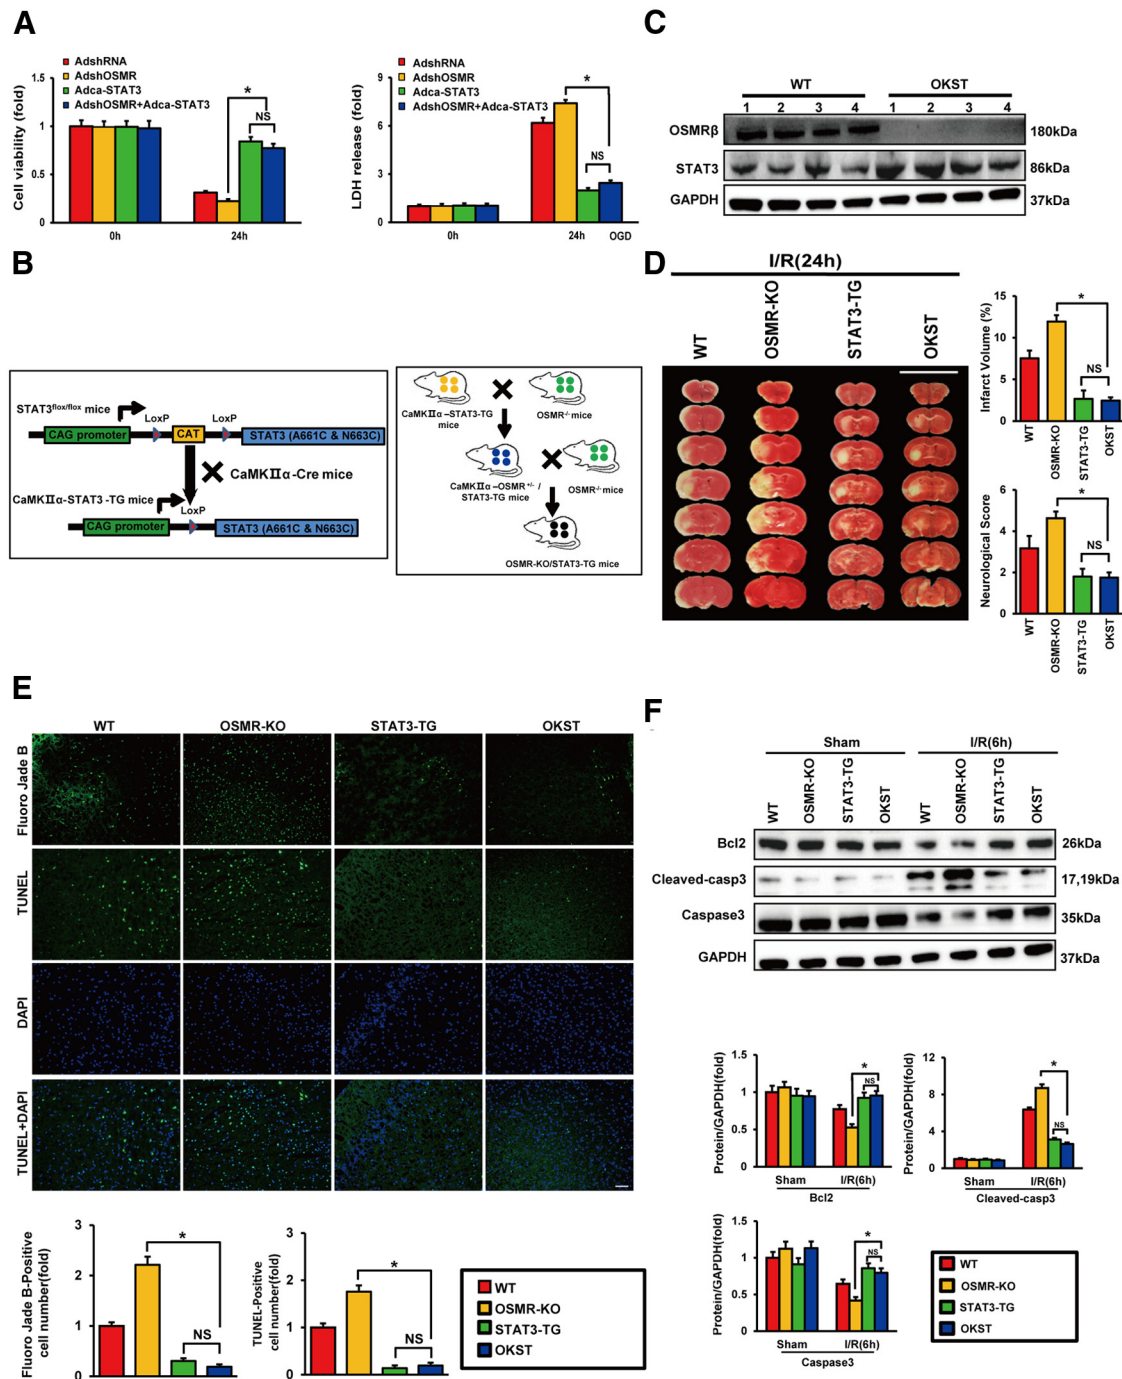 A
AdshRNA
AdshOSMR
Adca-STAT3
AdshOSMR+Adca-STAT3
Cell viability (fold)
1.5
1
0.5
0
*
NS
0h
24h
AdshRNA
AdshOSMR
Adca-STAT3
AdshOSMR+Adca-STAT3
LDH release (fold)
9
6
3
0
*
NS
0h
24h
OGD
B
STAT3flox/flox mice
LoxP
LoxP
CAG promoter
CAT
STAT3 (A661C & N663C)
CaMKⅡα-Cre mice
CaMKⅡα-STAT3 -TG mice
LoxP
CAG promoter
STAT3 (A661C & N663C)
CaMKⅡα –STAT3-TG
mice
OSMR-/- mice
CaMKⅡα –OSMR+/- /
STAT3-TG mice
OSMR-/- mice
OSMR-KO/STAT3-TG mice
C
WT
OKST
1 2 3 4 1 2 3 4
OSMRβ
180kDa
STAT3
86kDa
GAPDH
37kDa
D
I/R(24h)
WT
OSMR-KO
STAT3-TG
OKST
Infarct Volume (%)
15
10
5
0
*
NS
WT
OSMR-KO
STAT3-TG
OKST
Neurological Score
6
4
2
0
*
NS
WT
OSMR-KO
STAT3-TG
OKST
E
WT
OSMR-KO
STAT3-TG
OKST
Fluoro Jade B
TUNEL
DAPI
TUNEL+DAPI
Fluoro Jade B-Positive
cell number(fold)
3
2
1
0
*
NS
TUNEL-Positive
cell number(fold)
3
2
1
0
*
NS
WT
OSMR-KO
STAT3-TG
OKST
F
Sham
I/R(6h)
WT
OSMR-KO
STAT3-TG
OKST
WT
OSMR-KO
STAT3-TG
OKST
Bcl2
26kDa
Cleaved-casp3
17,19kDa
Caspase3
35kDa
GAPDH
37kDa
Protein/GAPDH(fold)
1.5
1
0.5
0
*
NS
Sham
I/R(6h)
Bcl2
Protein/GAPDH(fold)
12
8
4
0
*
NS
Sham
I/R(6h)
Cleaved-casp3
Protein/GAPDH(fold)
1.5
1
0.5
0
*
NS
Sham
I/R(6h)
Caspase3
WT
OSMR-KO
STAT3-TG
OKST